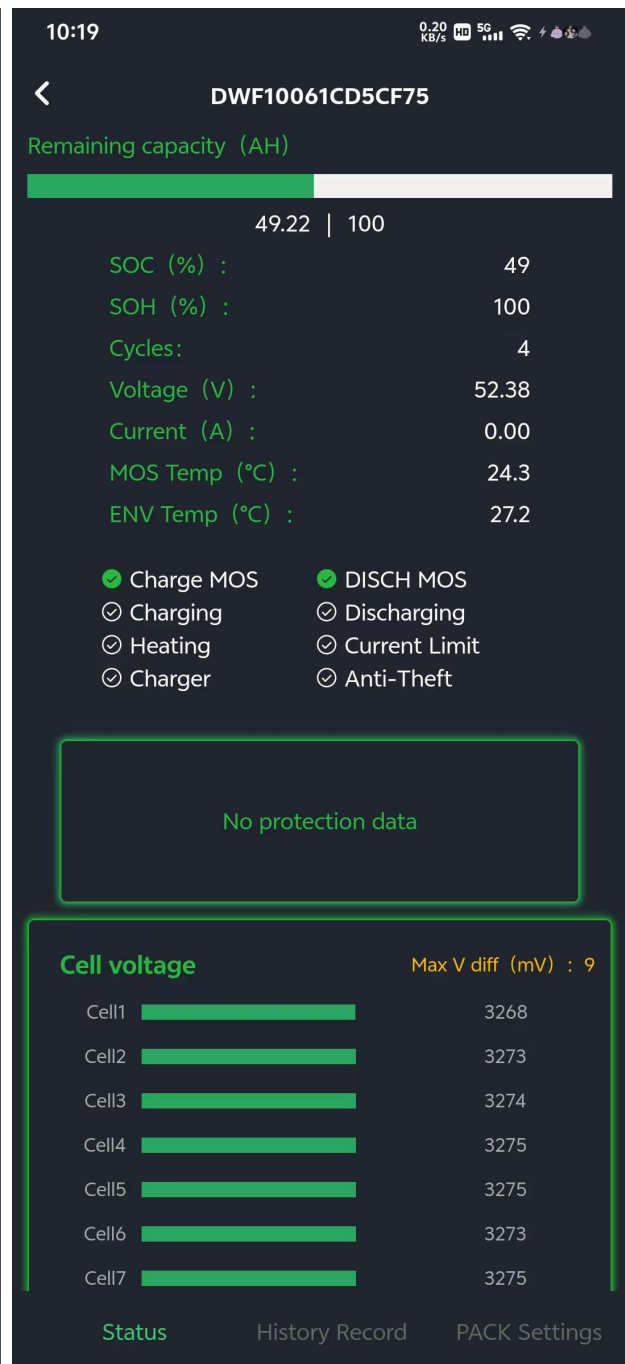 10:19
0.20 KB/s HD 5G
DWF10061CD5CF75
Remaining capacity（AH）
49.22 | 100
SOC（%）: 49
SOH（%）: 100
Cycles: 4
Voltage（V）: 52.38
Current（A）: 0.00
MOS Temp（℃）: 24.3
ENV Temp（℃）: 27.2
Charge MOS DISCH MOS
Charging Discharging
Heating Current Limit
Charger Anti-Theft
No protection data
Cell voltage Max V diff（mV）: 9
Cell1 3268
Cell2 3273
Cell3 3274
Cell4 3275
Cell5 3275
Cell6 3273
Cell7 3275
Status History Record PACK Settings